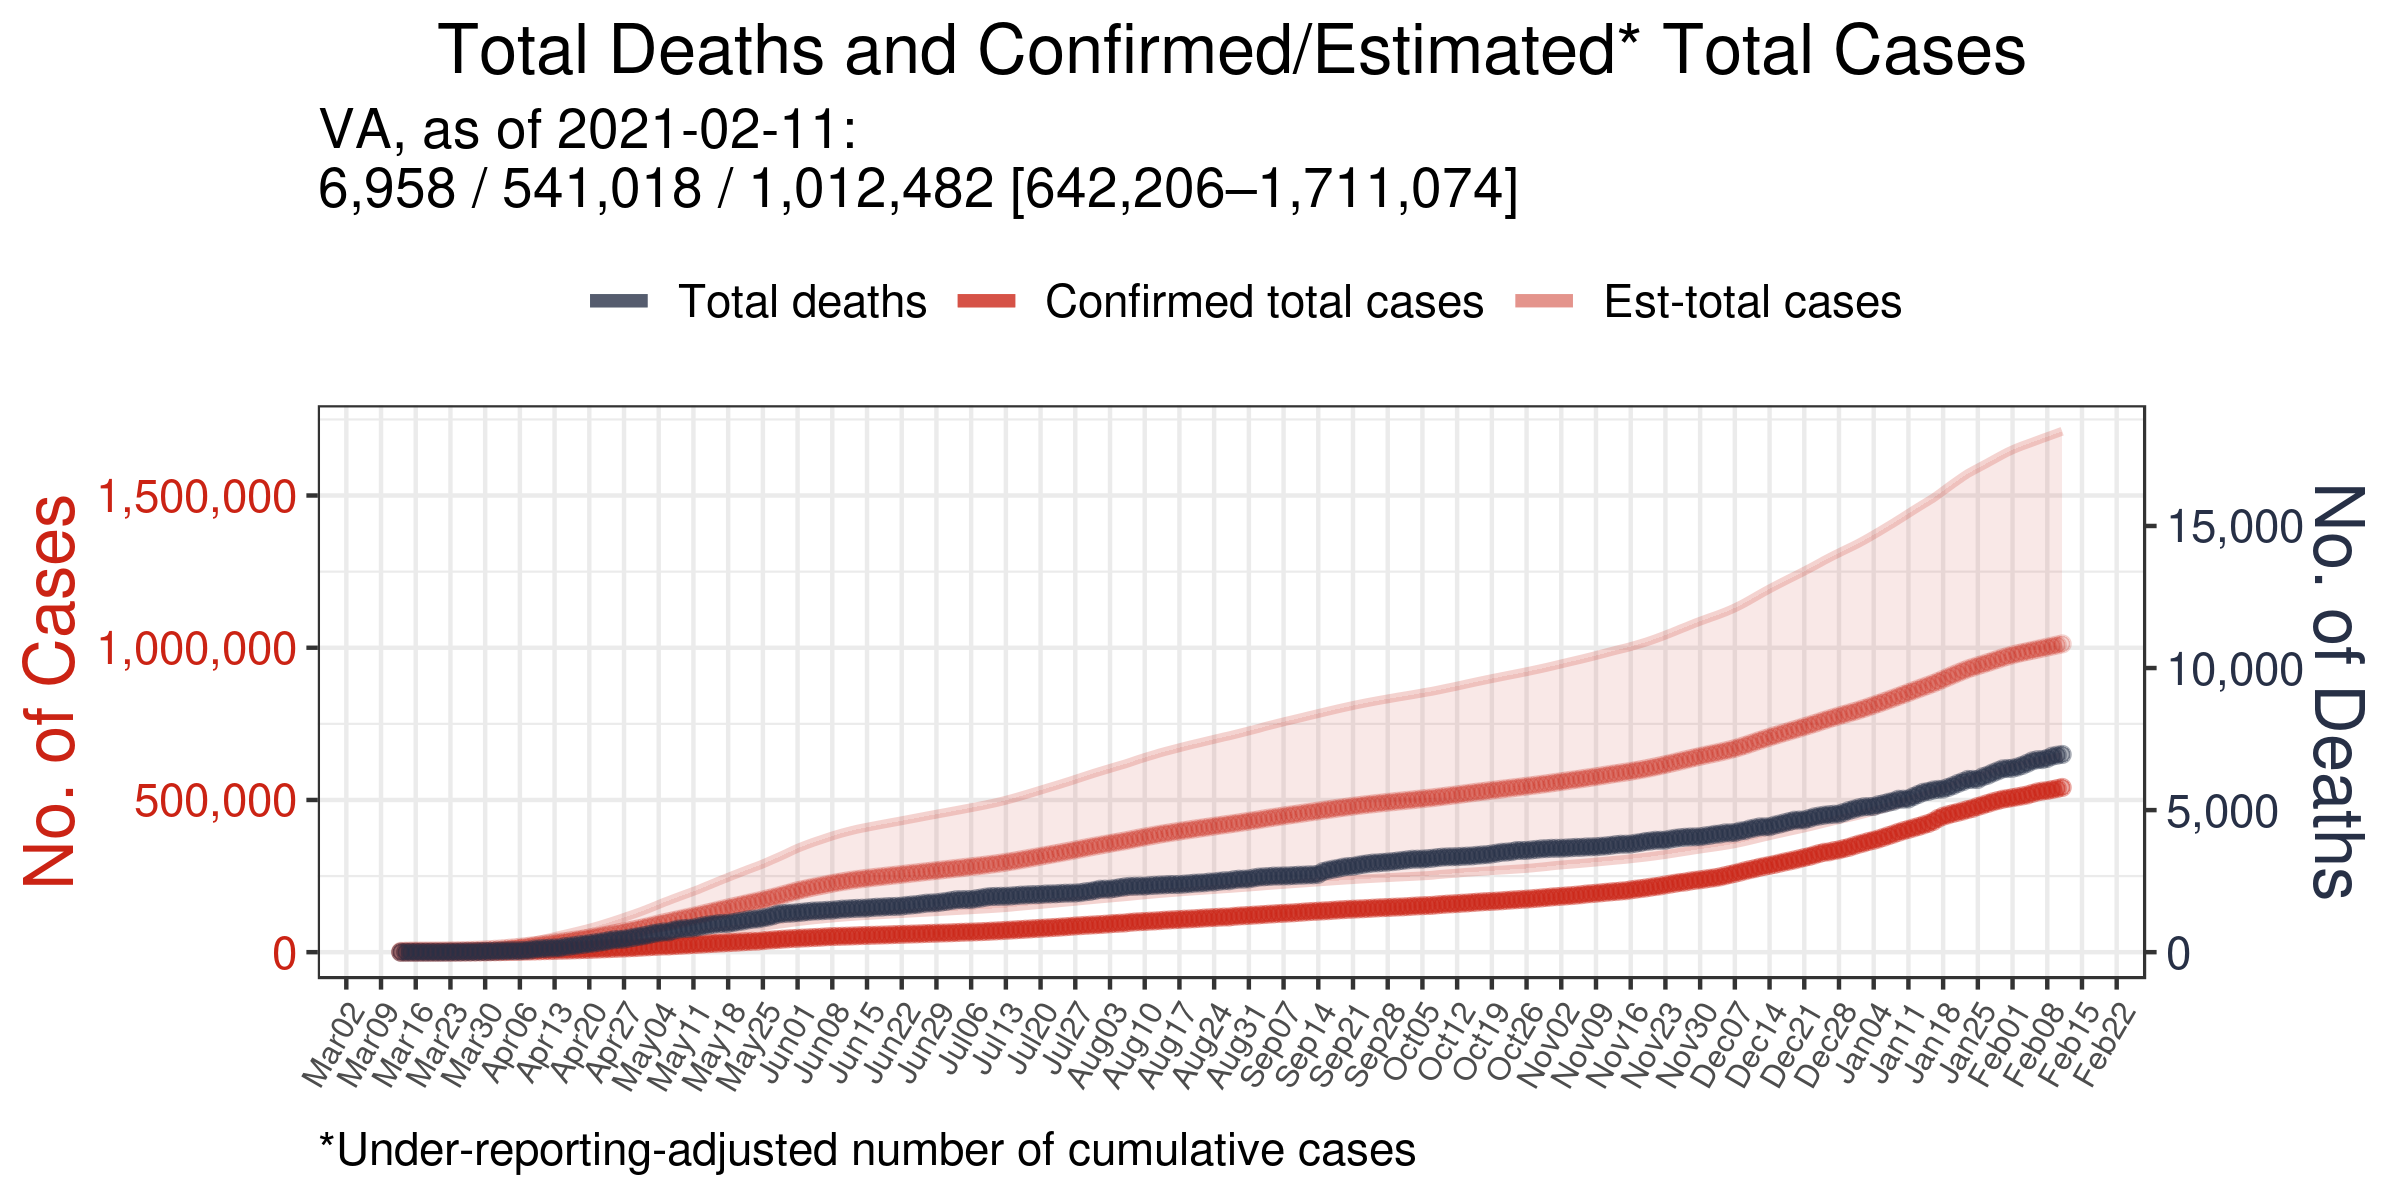 Total Deaths and Confirmed/Estimated* Total Cases
VA, as of 2021-02-11:
6,958 / 541,018 / 1,012,482 [642,206–1,711,074]
Total deaths
Confirmed total cases
Est-total cases
No. of Cases
1,500,000
1,000,000
500,000
0
15,000
10,000
5,000
0
No. of Deaths
Mar02
Mar09
Mar16
Mar23
Mar30
Apr06
Apr13
Apr20
Apr27
May04
May11
May18
May25
Jun01
Jun08
Jun15
Jun22
Jun29
Jul06
Jul13
Jul20
Jul27
Aug03
Aug10
Aug17
Aug24
Aug31
Sep07
Sep14
Sep21
Sep28
Oct05
Oct12
Oct19
Oct26
Nov02
Nov09
Nov16
Nov23
Nov30
Dec07
Dec14
Dec21
Dec28
Jan04
Jan11
Jan18
Jan25
Feb01
Feb08
Feb15
Feb22
*Under-reporting-adjusted number of cumulative cases